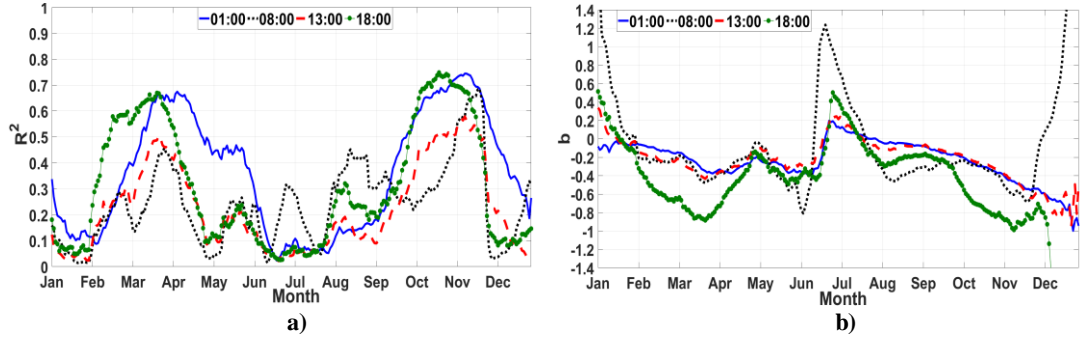 01:00 08:00 13:00 18:00
1
0.9
0.8
0.7
0.6
0.5
0.4
0.3
0.2
0.1
0
R2
Jan Feb Mar Apr May Jun Jul Aug Sep Oct Nov Dec
Month
a)
01:00 08:00 13:00 18:00
1.4
1.2
1
0.8
0.6
0.4
0.2
0
-0.2
-0.4
-0.6
-0.8
-1
-1.2
-1.4
b
Jan Feb Mar Apr May Jun Jul Aug Sep Oct Nov Dec
Month
b)